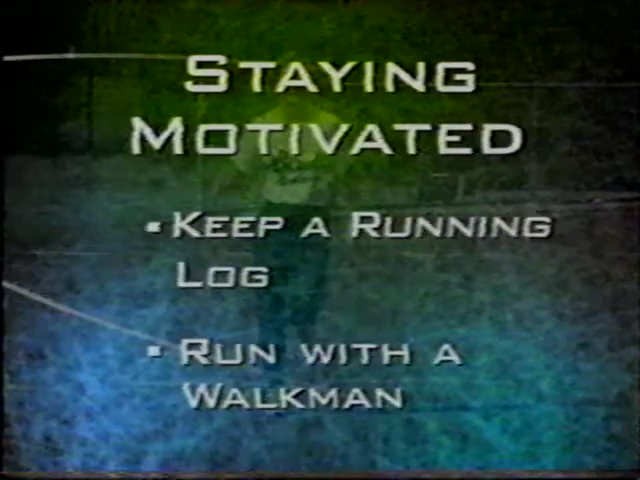 STAYING
MOTIVATED
▪ KEEP A RUNNING
LOG
▪ RUN WITH A
WALKMAN